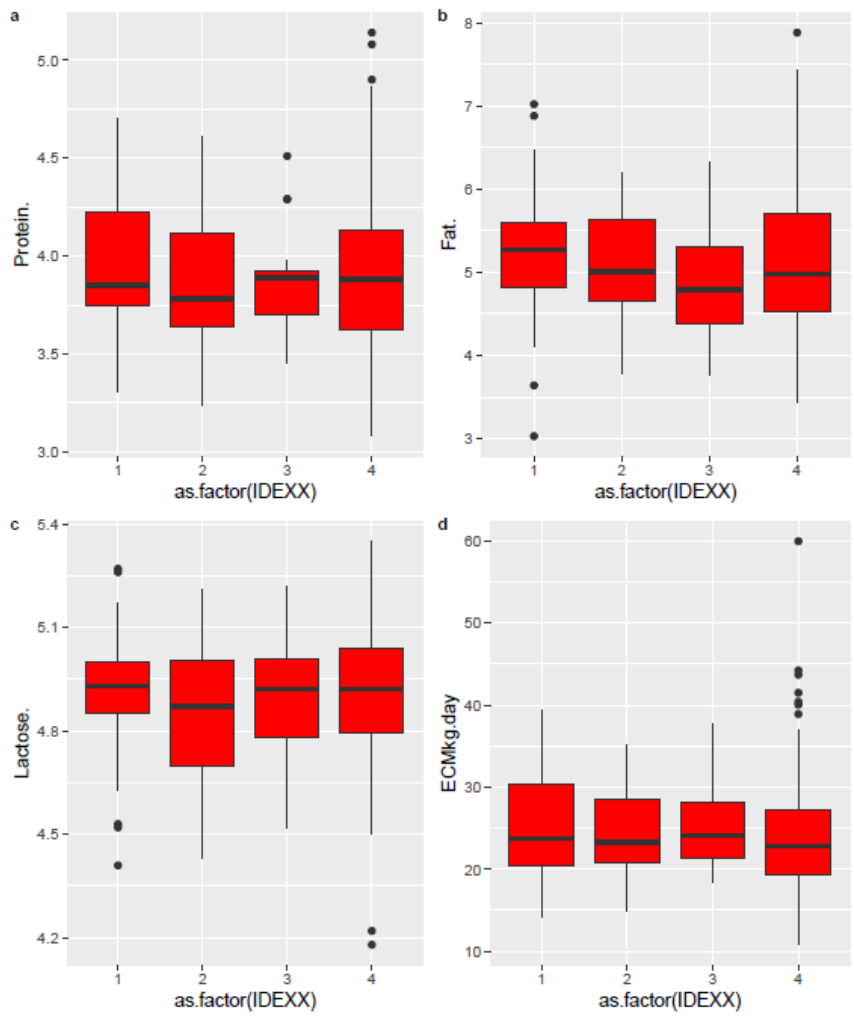 a
Protein.
5.0
4.5
4.0
3.5
3.0
1 2 3 4
as.factor(IDEXX)
b
Fat.
8
7
6
5
4
3
1 2 3 4
as.factor(IDEXX)
c
Lactose.
5.4
5.1
4.8
4.5
4.2
1 2 3 4
as.factor(IDEXX)
d
ECMkg.day
60
50
40
30
20
10
1 2 3 4
as.factor(IDEXX)